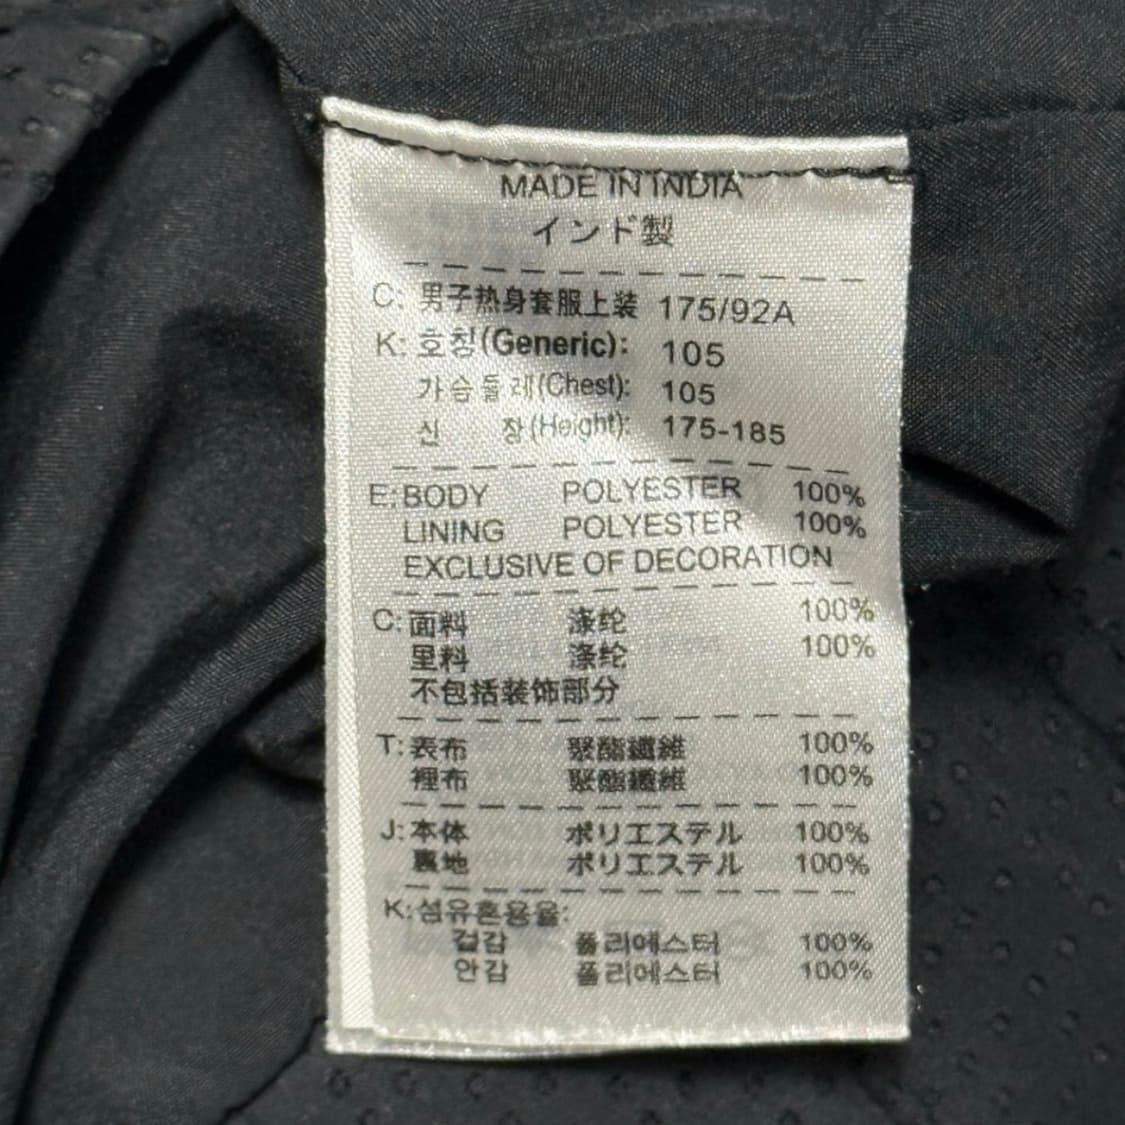 MADE IN INDIA
インド製
C: 男子热身套服上装 175/92A
K: 호칭(Generic): 105
가슴둘레(Chest): 105
신 장(Height): 175-185
E: BODY POLYESTER 100%
LINING POLYESTER 100%
EXCLUSIVE OF DECORATION
C: 面料 涤纶 100%
里料 涤纶 100%
不包括装饰部分
T: 表布 聚酯纖維 100%
裡布 聚酯纖維 100%
J: 本体 ポリエステル 100%
裏地 ポリエステル 100%
K: 섬유혼용율:
겉감 폴리에스터 100%
안감 폴리에스터 100%